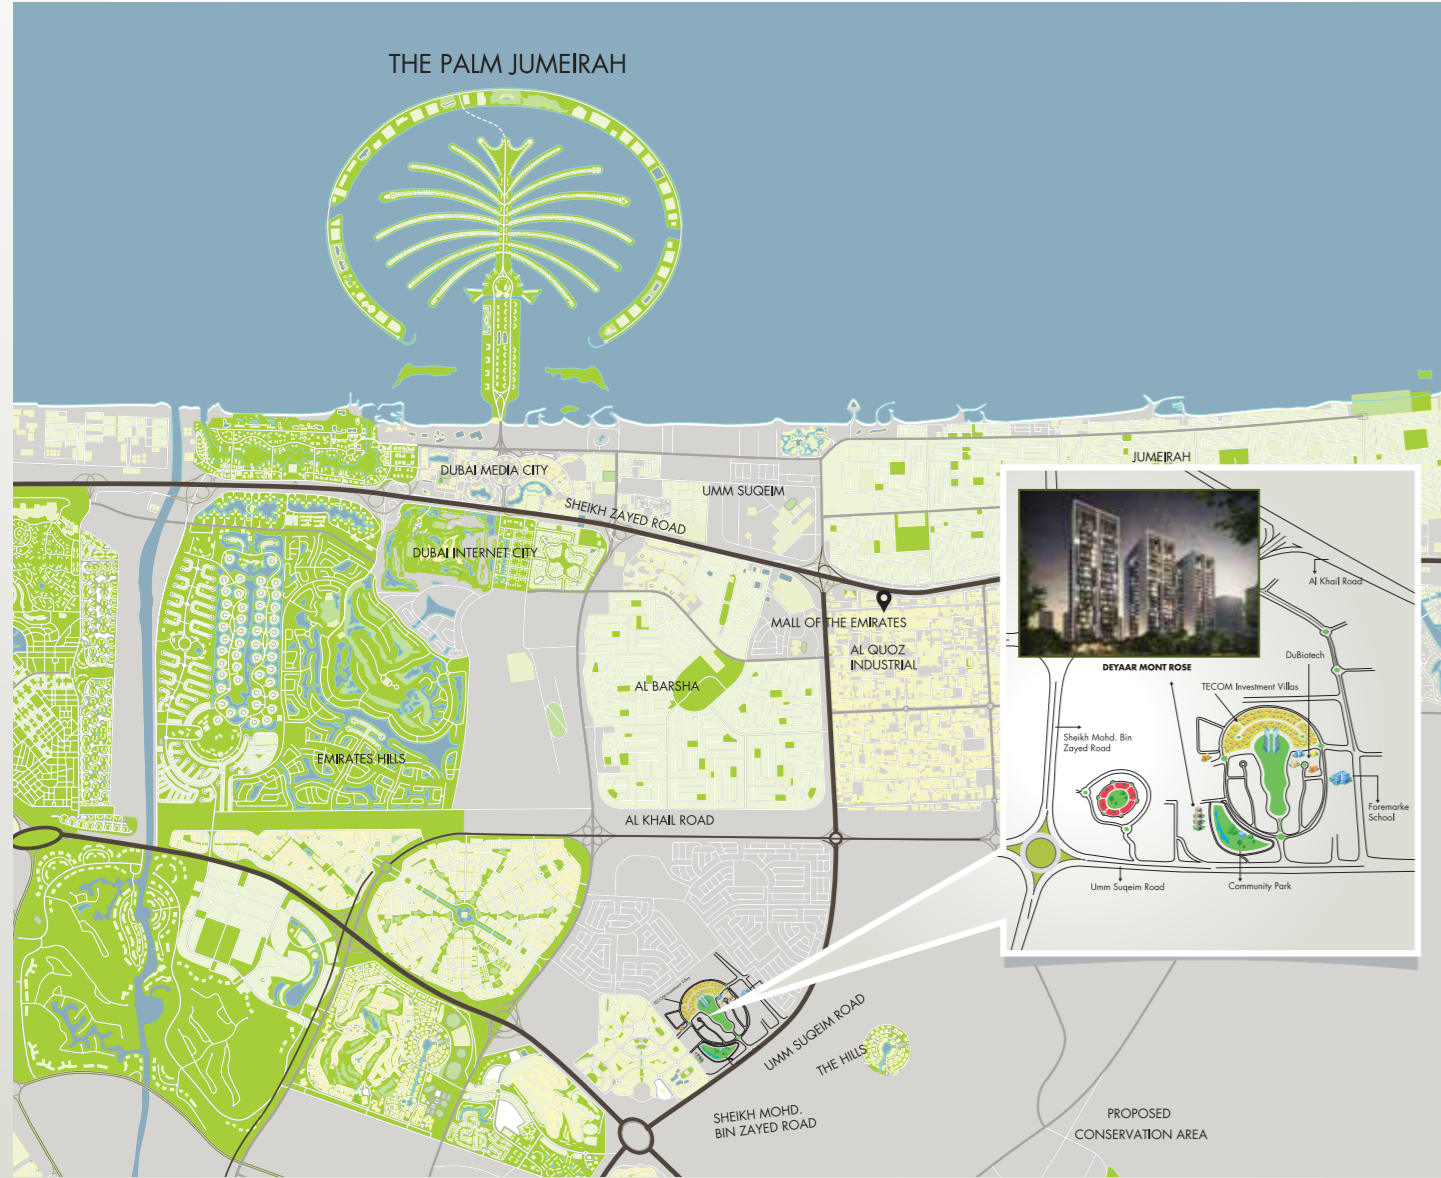 THE PALM JUMEIRAH
DUBAI MEDIA CITY
JUMEIRAH
UMM SUQEIM
SHEIKH ZAYED ROAD
DUBAI INTERNET CITY
MALL OF THE EMIRATES
AL QUOZ
INDUSTRIAL
AL BARSHA
EMIRATES HILLS
AL KHAIL ROAD
Al Khail Road
DuBiotech
DEYAAR MONT ROSE
TECOM Investment Villas
Sheikh Mohd. Bin
Zayed Road
Foremarke
School
Umm Suqeim Road
Community Park
TECOM Investment Villas
UMM SUQEIM ROAD
THE HILLS
SHEIKH MOHD.
BIN ZAYED ROAD
PROPOSED
CONSERVATION AREA